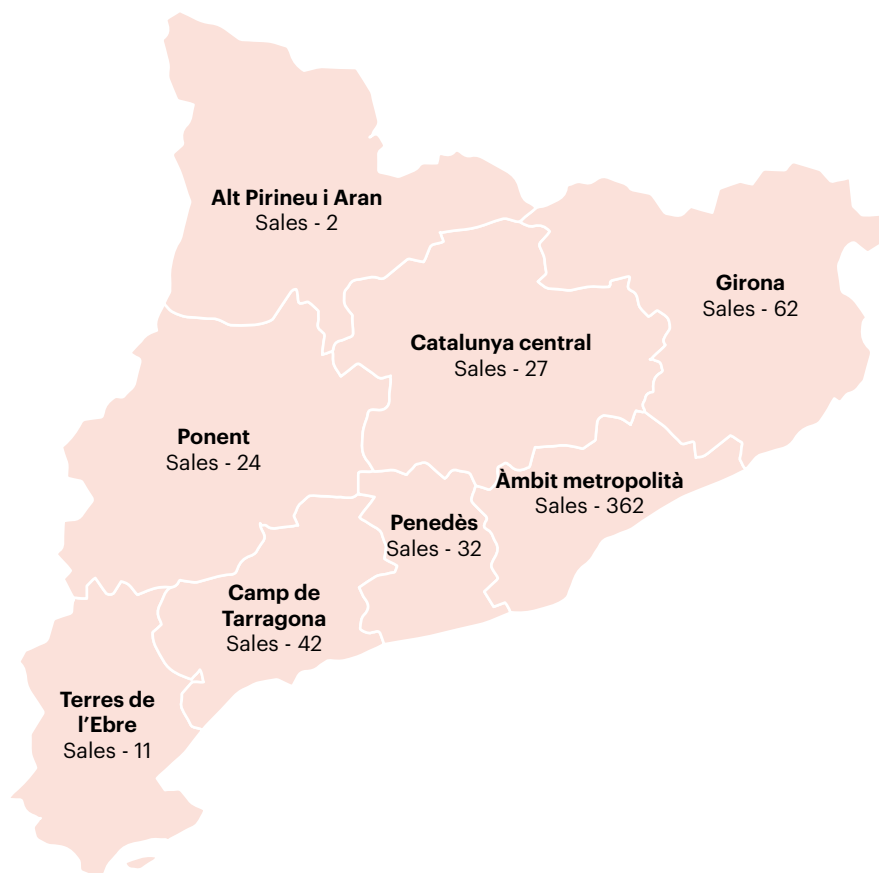 Alt Pirineu i Aran
Sales - 2
Girona
Sales - 62
Catalunya central
Sales - 27
Ponent
Sales - 24
Àmbit metropolità
Sales - 362
Penedès
Sales - 32
Camp de
Tarragona
Sales - 42
Terres de
l’Ebre
Sales - 11